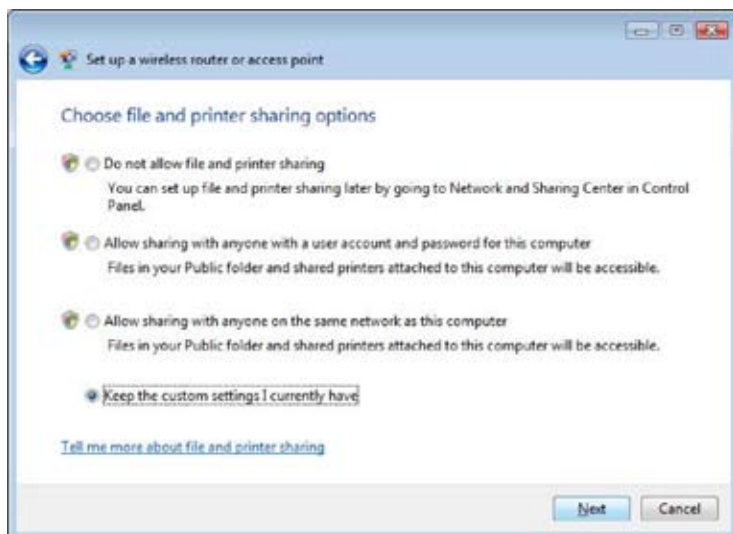 Set up a wireless router or access point
Choose file and printer sharing options
Do not allow file and printer sharing
You can set up file and printer sharing later by going to Network and Sharing Center in Control
Panel.
Allow sharing with anyone with a user account and password for this computer
Files in your Public folder and shared printers attached to this computer will be accessible.
Allow sharing with anyone on the same network as this computer
Files in your Public folder and shared printers attached to this computer will be accessible.
Keep the custom settings I currently have
Tell me more about file and printer sharing
Next
Cancel